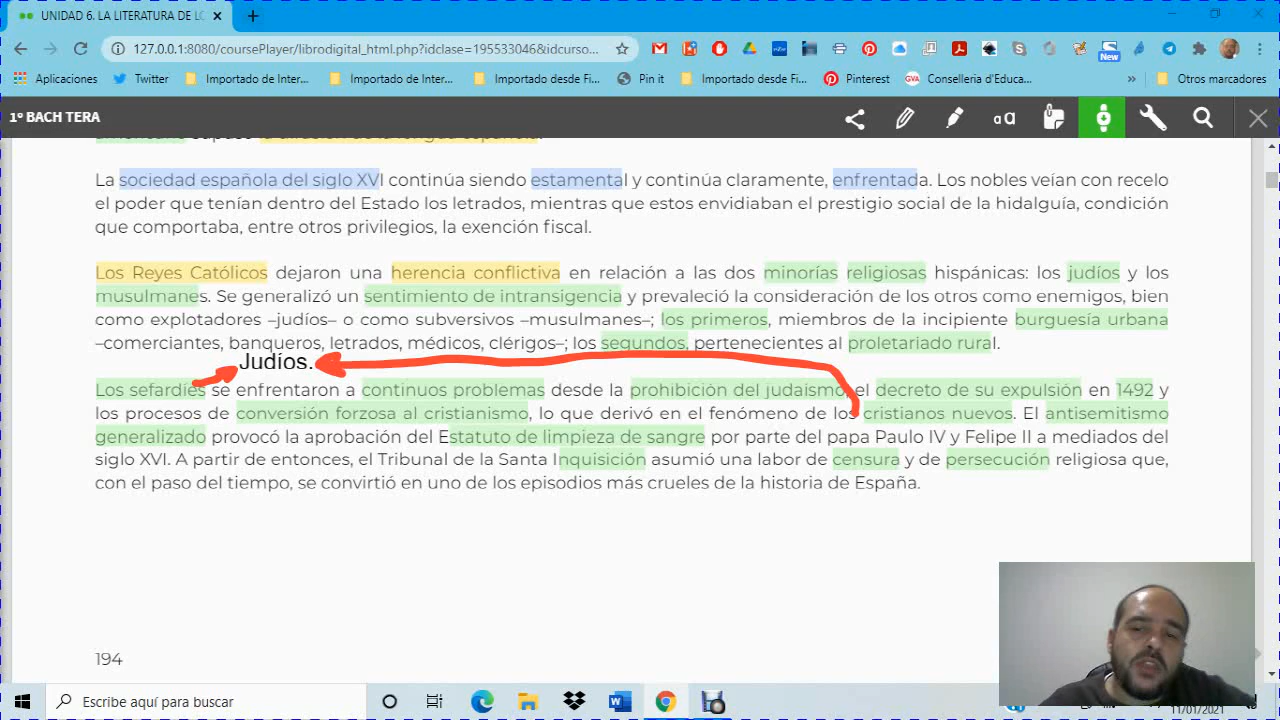 UNIDAD 6. LA LITERATURA DE LO
127.0.0.1:8080/coursePlayer/librodigital_html.php?idclase=195533046&idcurso...
New
Aplicaciones Twitter Importado de Inter... Importado de Inter... Importado desde Fi... Pin it Importado desde Fi... Pinterest GVA Conselleria d'Educa... » Otros marcadores
1º BACH TERA
aa
La sociedad española del siglo XVI continúa siendo estamental y continúa claramente, enfrentada. Los nobles veían con recelo
el poder que tenían dentro del Estado los letrados, mientras que estos envidiaban el prestigio social de la hidalguía, condición
que comportaba, entre otros privilegios, la exención fiscal.
Los Reyes Católicos dejaron una herencia conflictiva en relación a las dos minorías religiosas hispánicas: los judíos y los
musulmanes. Se generalizó un sentimiento de intransigencia y prevaleció la consideración de los otros como enemigos, bien
como explotadores –judíos– o como subversivos –musulmanes–; los primeros, miembros de la incipiente burguesía urbana
–comerciantes, banqueros, letrados, médicos, clérigos–; los segundos, pertenecientes al proletariado rural.
Judíos.
Los sefardíes se enfrentaron a continuos problemas desde la prohibición del judaismo, el decreto de su expulsión en 1492 y
los procesos de conversión forzosa al cristianismo, lo que derivó en el fenómeno de los cristianos nuevos. El antisemitismo
generalizado provocó la aprobación del Estatuto de limpieza de sangre por parte del papa Paulo IV y Felipe II a mediados del
siglo XVI. A partir de entonces, el Tribunal de la Santa Inquisición asumió una labor de censura y de persecución religiosa que,
con el paso del tiempo, se convirtió en uno de los episodios más crueles de la historia de España.
194
Escribe aquí para buscar
11/01/2021